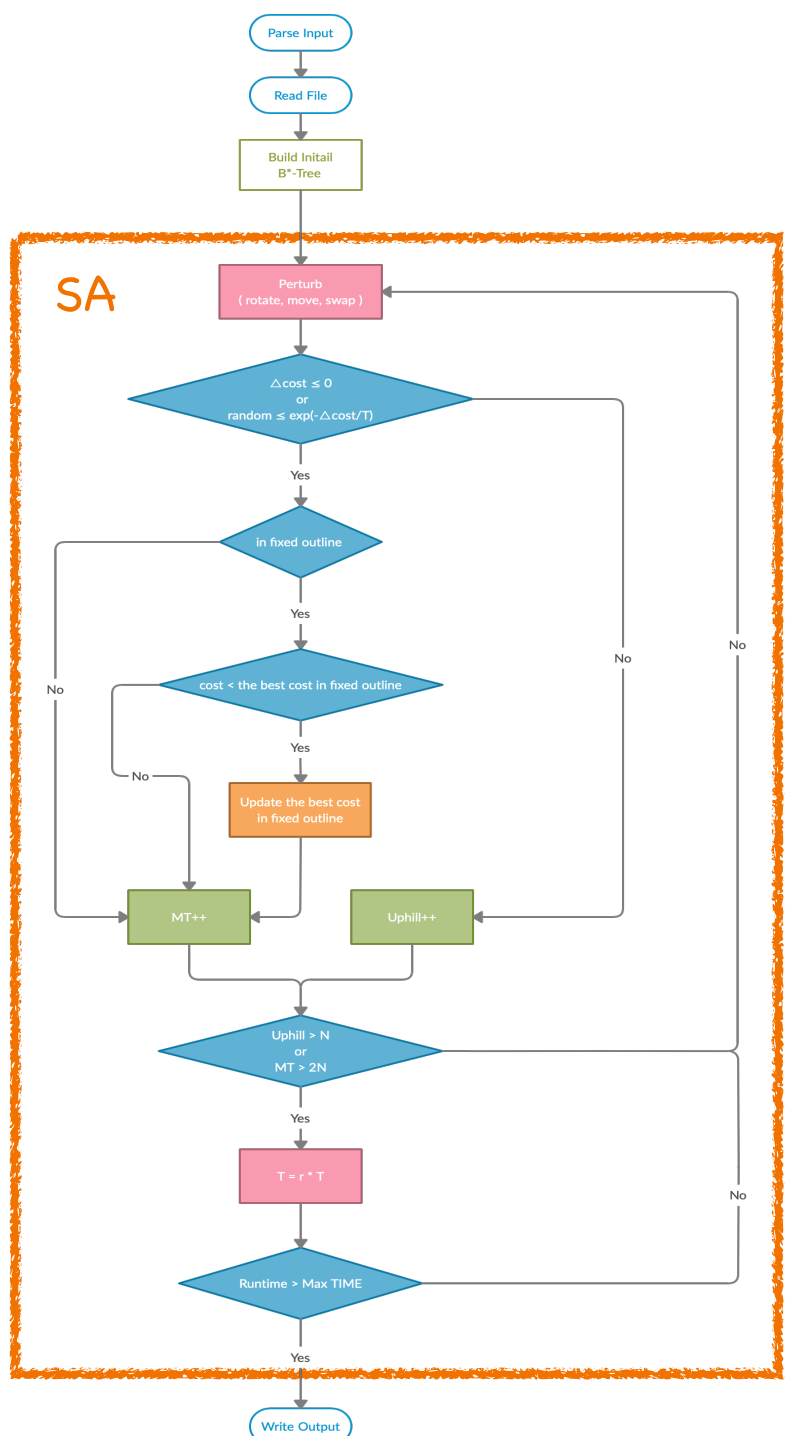 Parse Input
Read File
Build Initail
B*-Tree
SA
Perturb
( rotate, move, swap )
△cost ≤ 0
or
random ≤ exp(-△cost/T)
Yes
in fixed outline
Yes
No
No
No
cost < the best cost in fixed outline
Yes
No
Update the best cost
in fixed outline
MT++
Uphill++
Uphill > N
or
MT > 2N
Yes
T = r * T
No
Runtime > Max TIME
Yes
Write Output